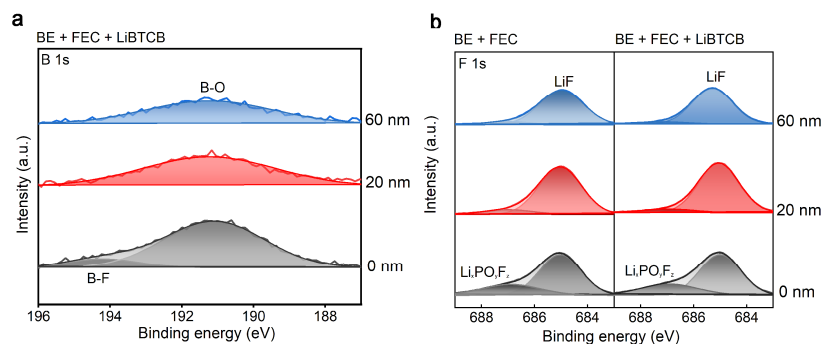 a
BE + FEC + LiBTCB
B 1s
B-O
60 nm
20 nm
B-F
0 nm
Intensity (a.u.)
196 194 192 190 188
Binding energy (eV)
b
BE + FEC BE + FEC + LiBTCB
F 1s
LiF LiF
60 nm
20 nm
LiₓPOᵧF_z LiₓPOᵧF_z
0 nm
Intensity (a.u.)
688 686 684 688 686 684
Binding energy (eV)